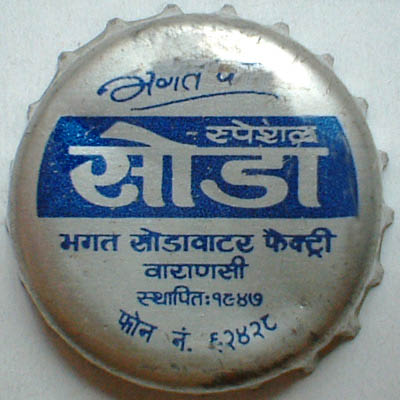 भगत
स्पेशल
सोडा
भगत सोडावाटर फैक्ट्री
वाराणसी
स्थापित: १९४७
फोन नं. ६२४२८